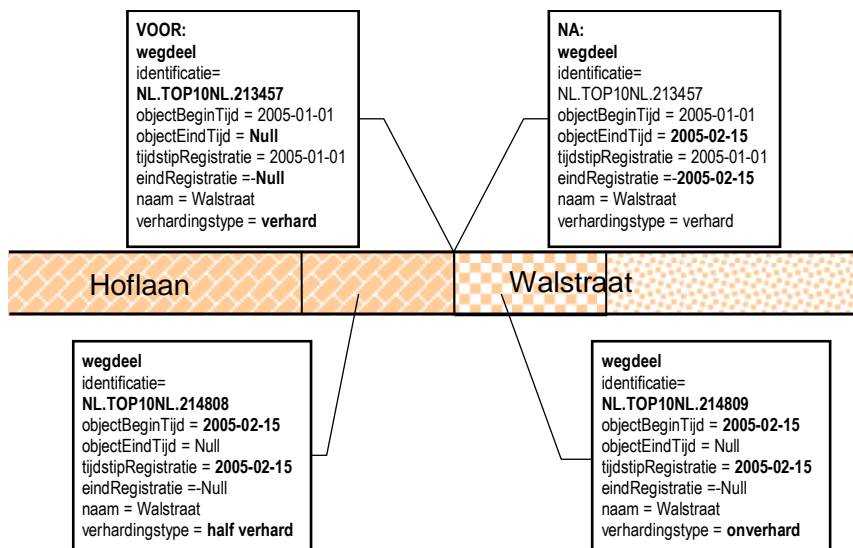 VOOR:
wegdeel
identificatie=
NL.TOP10NL.213457
objectBeginTijd = 2005-01-01
objectEindTijd = Null
tijdstipRegistratie = 2005-01-01
eindRegistratie =-Null
naam = Walstraat
verhardingstype = verhard
NA:
wegdeel
identificatie=
NL.TOP10NL.213457
objectBeginTijd = 2005-01-01
objectEindTijd = 2005-02-15
tijdstipRegistratie = 2005-01-01
eindRegistratie =-2005-02-15
naam = Walstraat
verhardingstype = verhard
Hoflaan
Walstraat
wegdeel
identificatie=
NL.TOP10NL.214808
objectBeginTijd = 2005-02-15
objectEindTijd = Null
tijdstipRegistratie = 2005-02-15
eindRegistratie =-Null
naam = Walstraat
verhardingstype = half verhard
wegdeel
identificatie=
NL.TOP10NL.214809
objectBeginTijd = 2005-02-15
objectEindTijd = Null
tijdstipRegistratie = 2005-02-15
eindRegistratie =-Null
naam = Walstraat
verhardingstype = onverhard